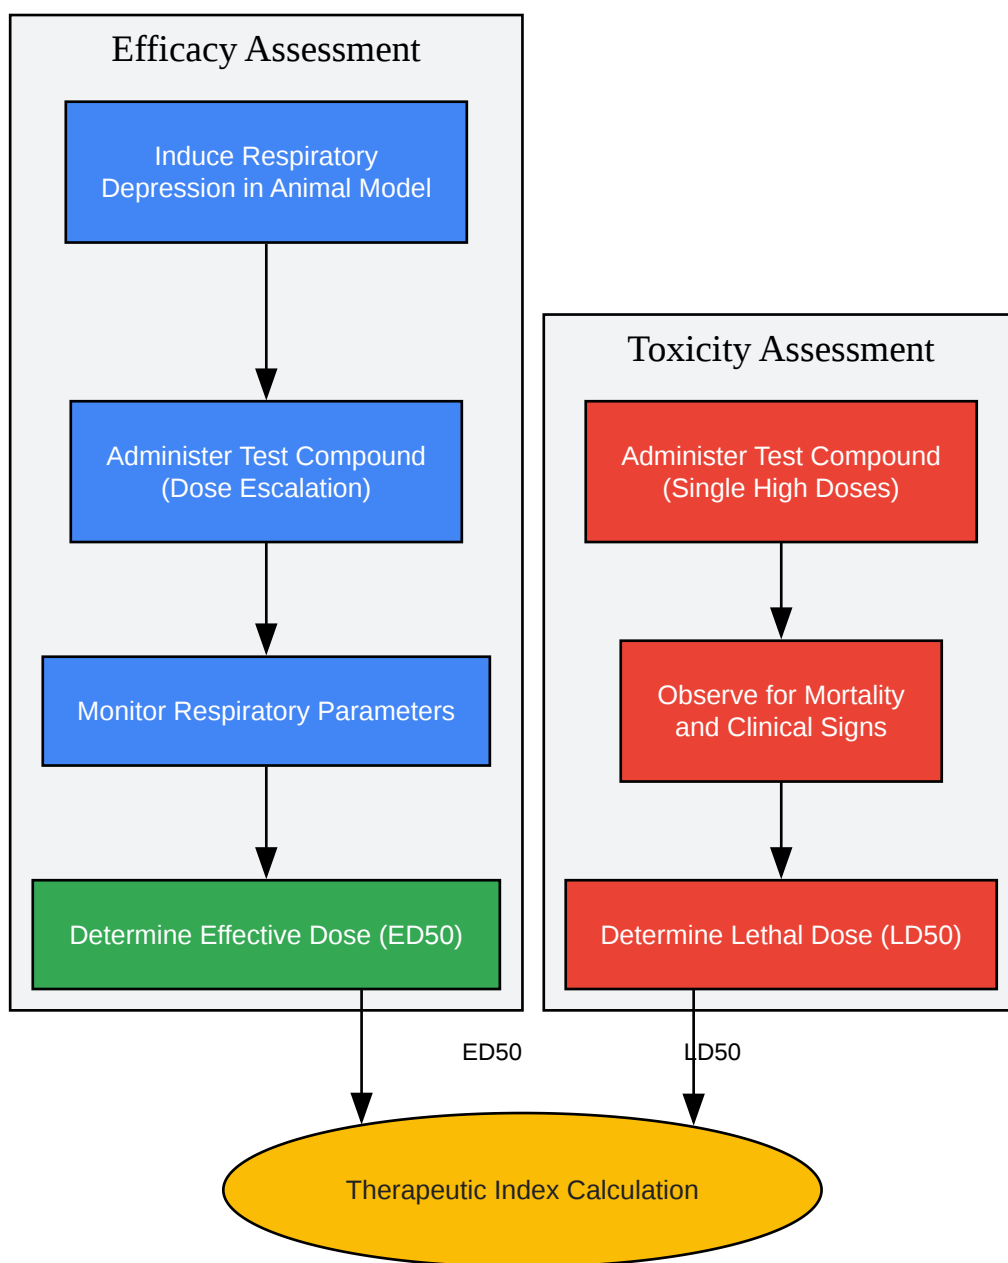 Efficacy Assessment
Induce Respiratory
Depression in Animal Model
Administer Test Compound
(Dose Escalation)
Monitor Respiratory Parameters
Determine Effective Dose (ED50)
Toxicity Assessment
Administer Test Compound
(Single High Doses)
Observe for Mortality
and Clinical Signs
Determine Lethal Dose (LD50)
ED50
LD50
Therapeutic Index Calculation